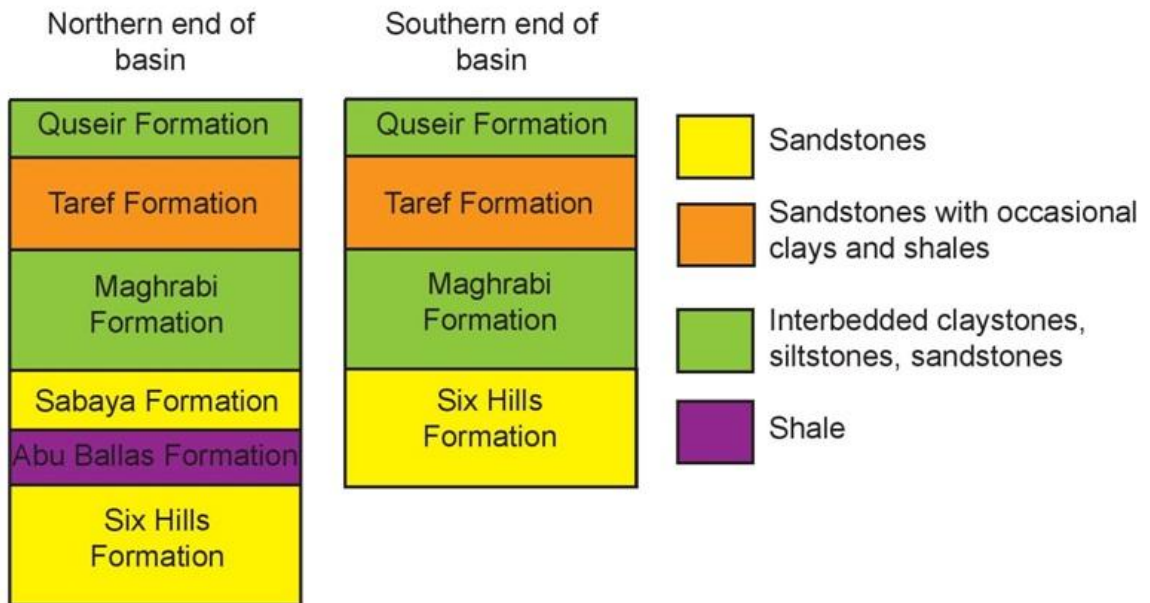 Northern end of
basin
Quseir Formation
Taref Formation
Maghrabi
Formation
Sabaya Formation
Abu Ballas Formation
Six Hills
Formation
Southern end of
basin
Quseir Formation
Taref Formation
Maghrabi
Formation
Six Hills
Formation
Sandstones
Sandstones with occasional
clays and shales
Interbedded claystones,
siltstones, sandstones
Shale